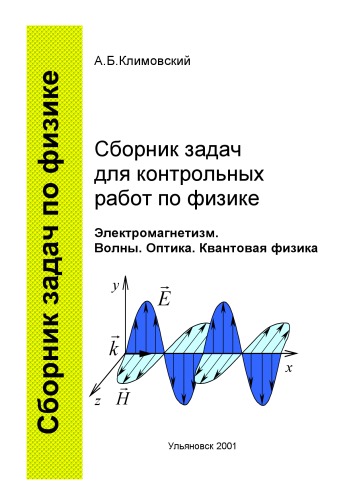 А.Б.Климовский
Сборник задач по физике
Сборник задач
для контрольных
работ по физике
Электромагнетизм.
Волны. Оптика. Квантовая физика
y
E
k
x
z
H
Ульяновск 2001